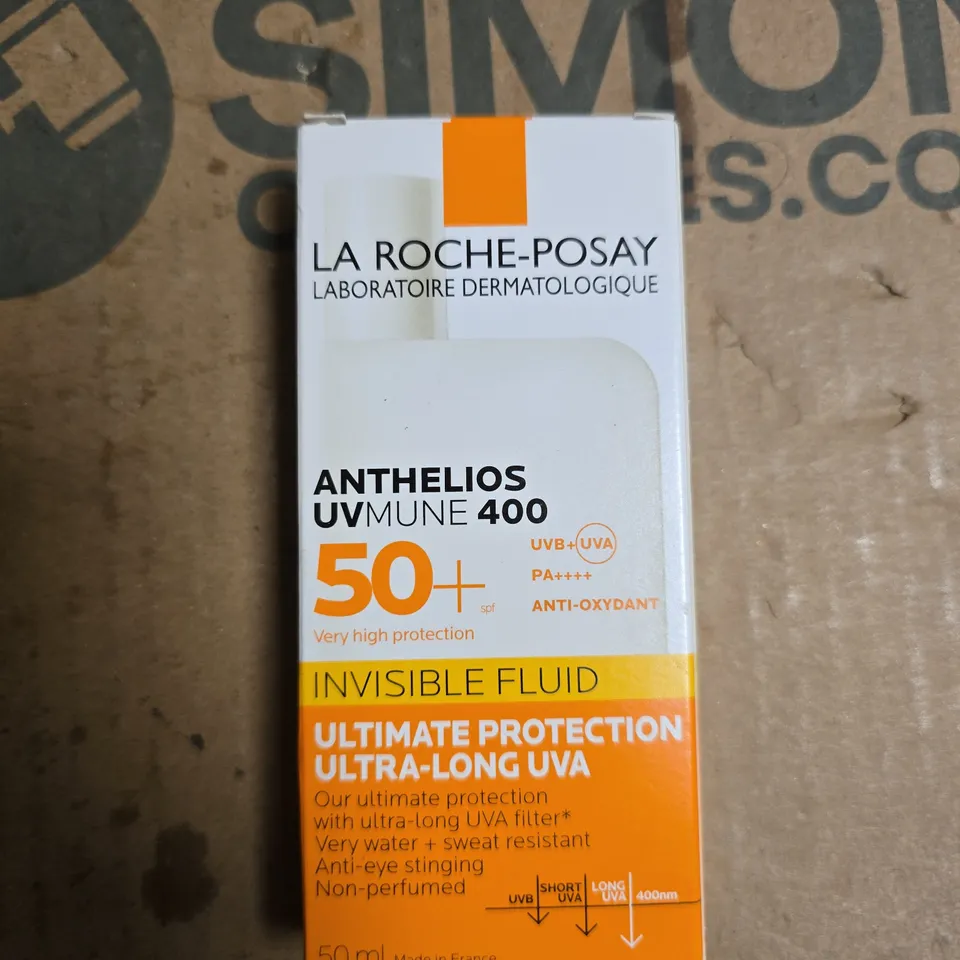 SIMON
ES.CO
LA ROCHE-POSAY
LABORATOIRE DERMATOLOGIQUE
ANTHELIOS
UVMUNE 400
50+ spf
Very high protection
UVB+UVA
PA++++
ANTI-OXYDANT
INVISIBLE FLUID
ULTIMATE PROTECTION
ULTRA-LONG UVA
Our ultimate protection
with ultra-long UVA filter*
Very water + sweat resistant
Anti-eye stinging
Non-perfumed
UVB SHORT UVA LONG UVA 400nm
50 ml Made in France